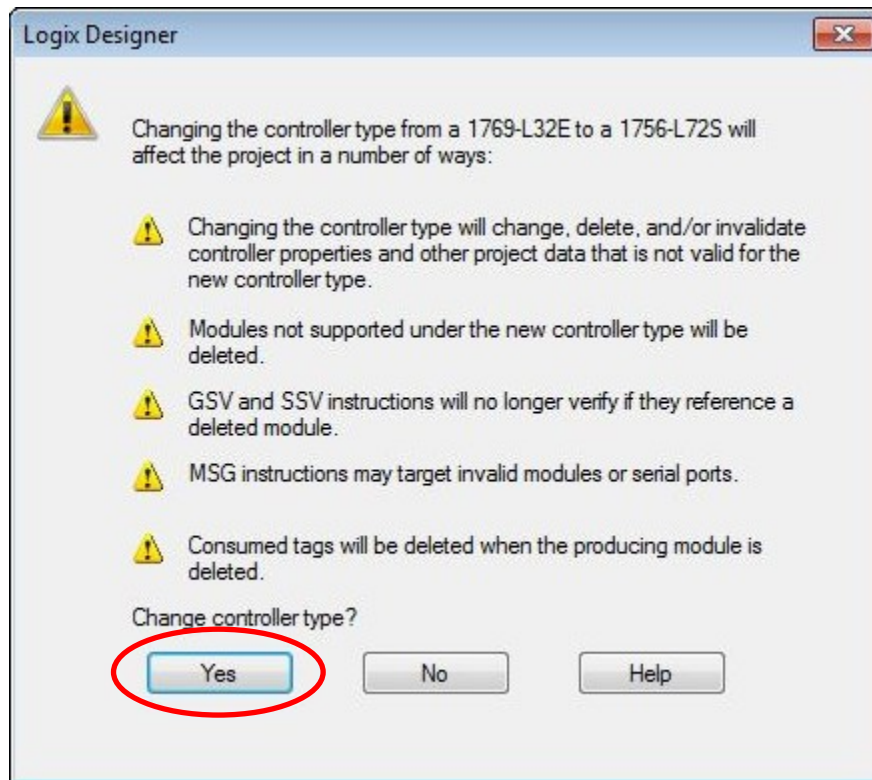 Logix Designer
Changing the controller type from a 1769-L32E to a 1756-L72S will
affect the project in a number of ways:
Changing the controller type will change, delete, and/or invalidate
controller properties and other project data that is not valid for the
new controller type.
Modules not supported under the new controller type will be
deleted.
GSV and SSV instructions will no longer verify if they reference a
deleted module.
MSG instructions may target invalid modules or serial ports.
Consumed tags will be deleted when the producing module is
deleted.
Change controller type?
Yes No Help